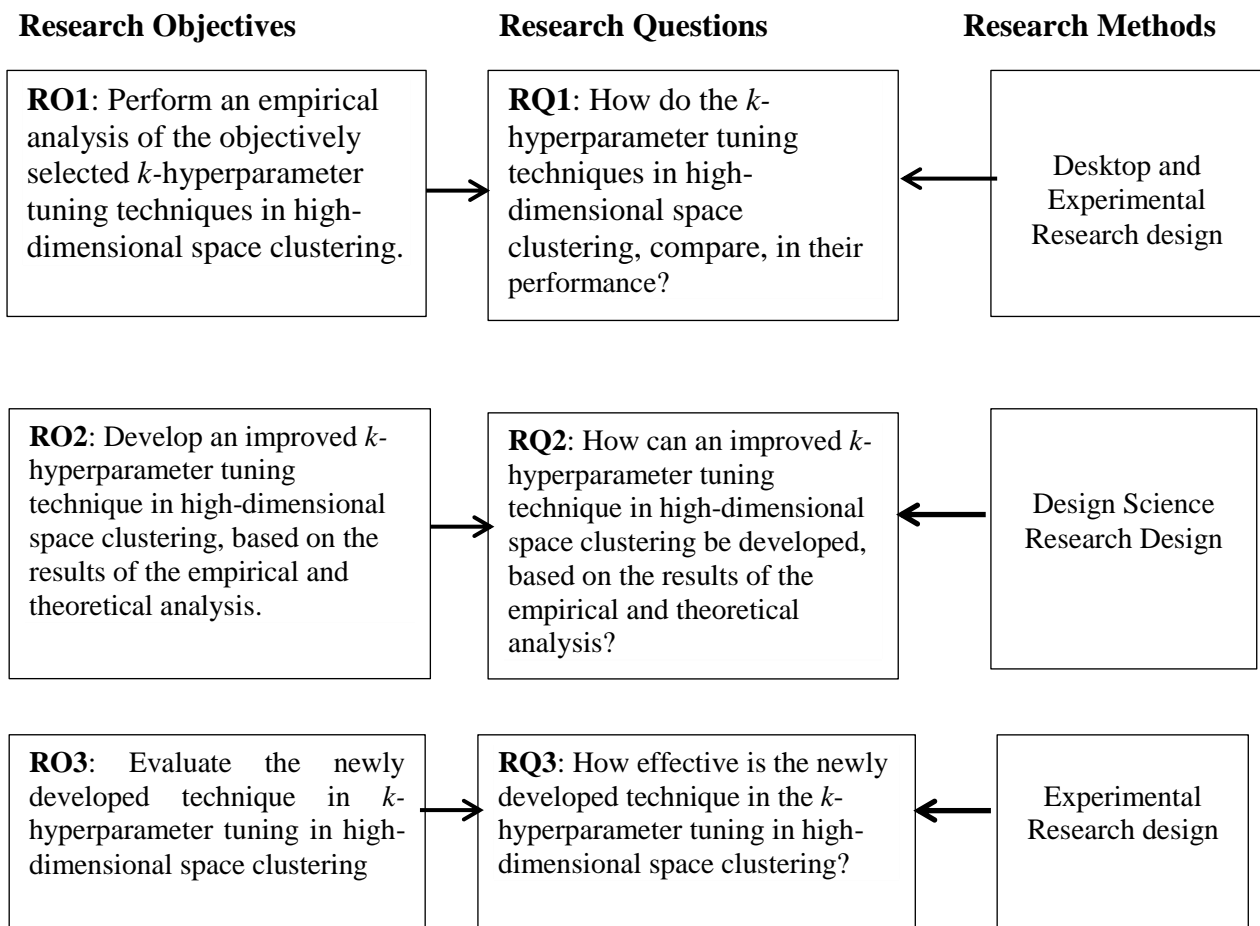 Research Objectives
Research Questions
Research Methods
RO1: Perform an empirical
analysis of the objectively
selected k-hyperparameter
tuning techniques in high-
dimensional space clustering.
RQ1: How do the k-
hyperparameter tuning
techniques in high-
dimensional space
clustering, compare, in their
performance?
Desktop and
Experimental
Research design
RO2: Develop an improved k-
hyperparameter tuning
technique in high-dimensional
space clustering, based on the
results of the empirical and
theoretical analysis.
RQ2: How can an improved k-
hyperparameter tuning
technique in high-dimensional
space clustering be developed,
based on the results of the
empirical and theoretical
analysis?
Design Science
Research Design
RO3: Evaluate the newly
developed technique in k-
hyperparameter tuning in high-
dimensional space clustering
RQ3: How effective is the newly
developed technique in the k-
hyperparameter tuning in high-
dimensional space clustering?
Experimental
Research design